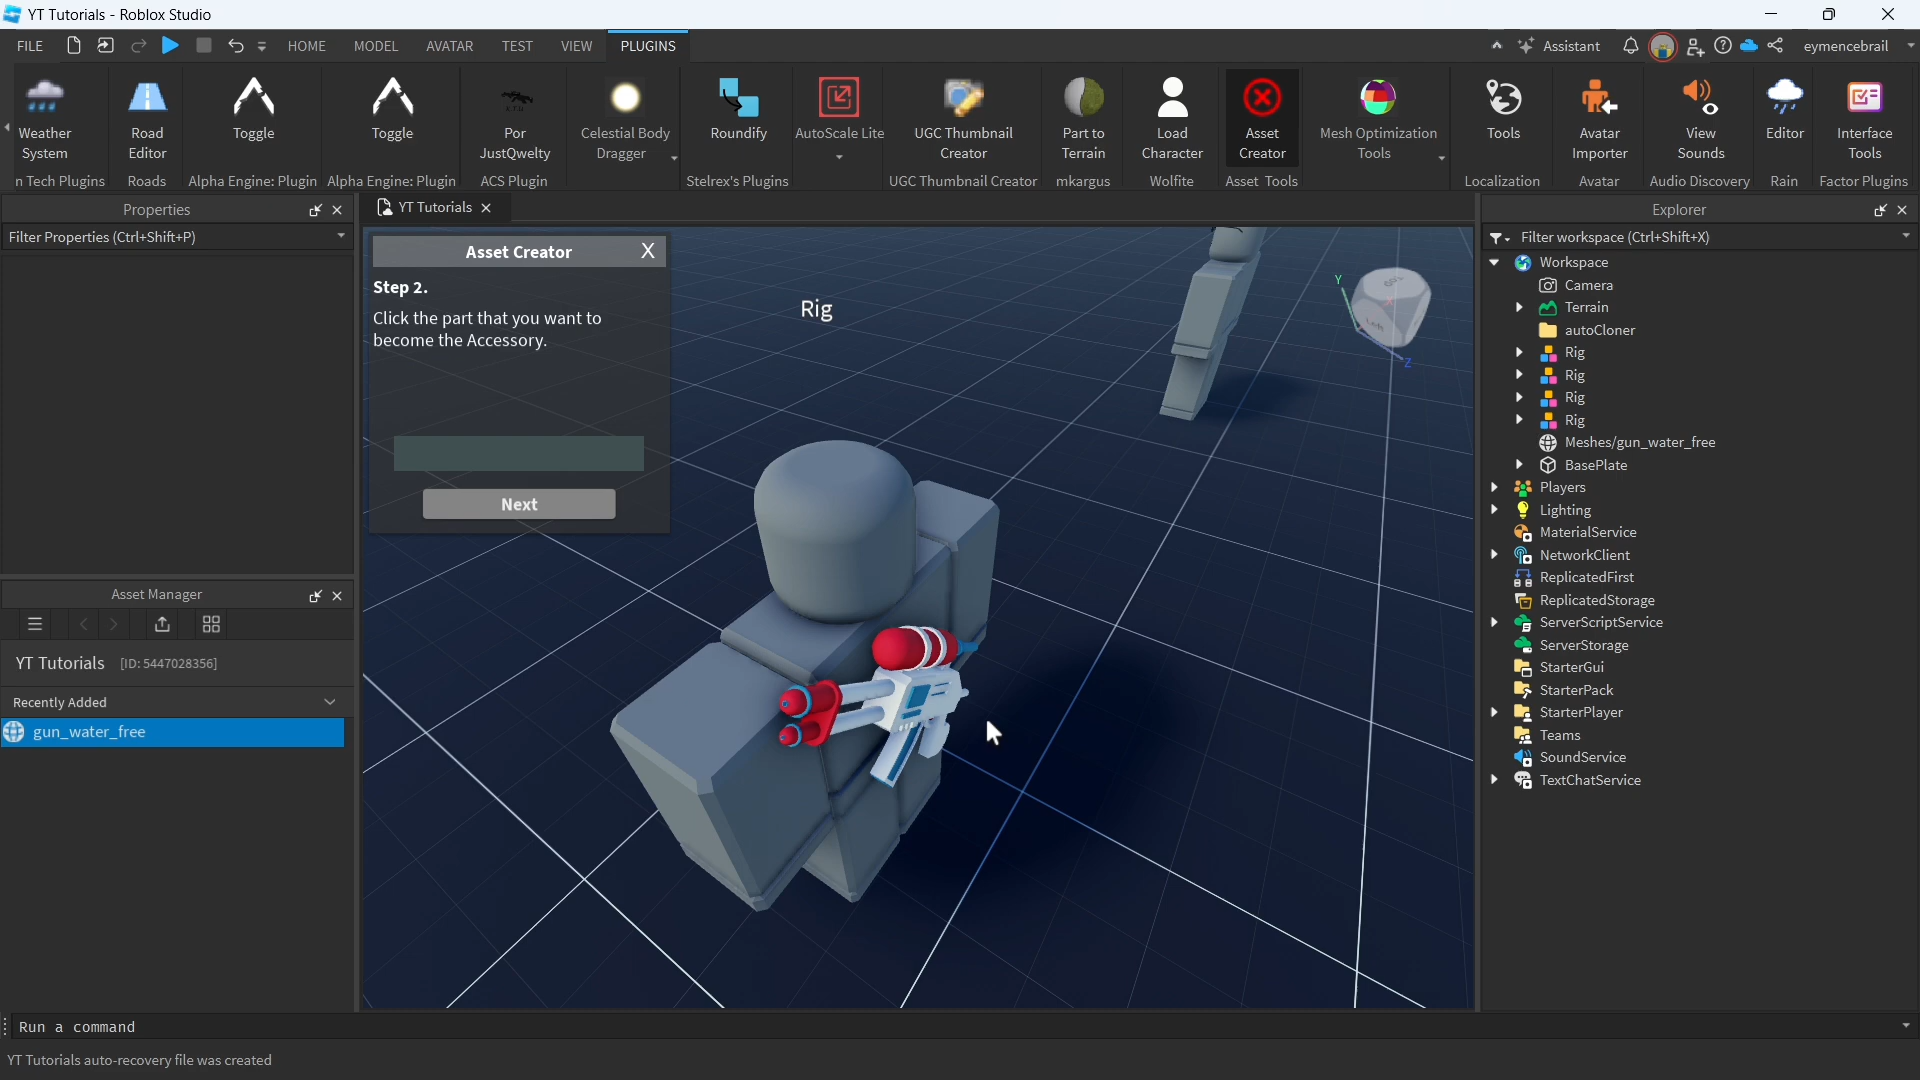 YT Tutorials - Roblox Studio
FILE
HOME
MODEL
AVATAR
TEST
VIEW
PLUGINS
Assistant
eymencebrail
Weather System
Road Editor
Toggle
Toggle
Por JustQwelty
Celestial Body Dragger
Roundify
AutoScale Lite
UGC Thumbnail Creator
Part to Terrain
Load Character
Asset Creator
Mesh Optimization Tools
Tools
Avatar Importer
View Sounds
Editor
Interface Tools
n Tech Plugins
Roads
Alpha Engine: Plugin
Alpha Engine: Plugin
ACS Plugin
Stelrex's Plugins
UGC Thumbnail Creator
mkargus
Wolfite
Asset Tools
Localization
Avatar
Audio Discovery
Rain
Factor Plugins
Properties
Filter Properties (Ctrl+Shift+P)
Asset Manager
YT Tutorials [ID: 5447028356]
Recently Added
gun_water_free
YT Tutorials
Asset Creator X
Step 2.
Click the part that you want to
become the Accessory.
Next
Rig
Y
Z
X
Left
Explorer
Filter workspace (Ctrl+Shift+X)
Workspace
Camera
Terrain
autoCloner
Rig
Rig
Rig
Rig
Meshes/gun_water_free
BasePlate
Players
Lighting
MaterialService
NetworkClient
ReplicatedFirst
ReplicatedStorage
ServerScriptService
ServerStorage
StarterGui
StarterPack
StarterPlayer
Teams
SoundService
TextChatService
Run a command
YT Tutorials auto-recovery file was created